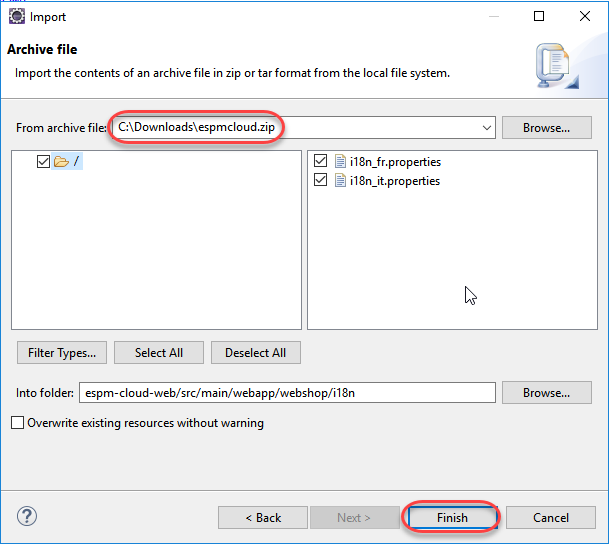 Import
Archive file
Import the contents of an archive file in zip or tar format from the local file system.
From archive file: C:\Downloads\espmcloud.zip Browse...
/
i18n_fr.properties
i18n_it.properties
Filter Types... Select All Deselect All
Into folder: espm-cloud-web/src/main/webapp/webshop/i18n Browse...
Overwrite existing resources without warning
? < Back Next > Finish Cancel